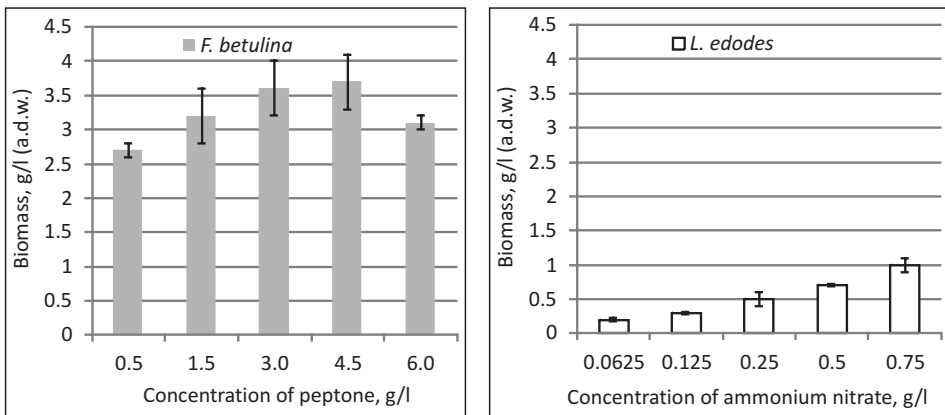 F. betulina
Biomass, g/l (a.d.w.)
4.5
4
3.5
3
2.5
2
1.5
1
0.5
0
0.5 1.5 3.0 4.5 6.0
Concentration of peptone, g/l
L. edodes
Biomass, g/l (a.d.w.)
4.5
4
3.5
3
2.5
2
1.5
1
0.5
0
0.0625 0.125 0.25 0.5 0.75
Concentration of ammonium nitrate, g/l